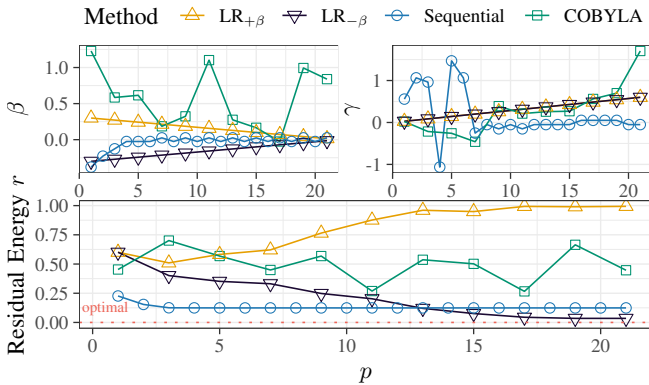 Method LR+β LR−β Sequential COBYLA
β
1.0
0.5
0.0
0 5 10 15 20
γ
1
0
-1
0 5 10 15 20
Residual Energy r
1.00
0.75
0.50
0.25
0.00
optimal
0 5 10 15 20
p